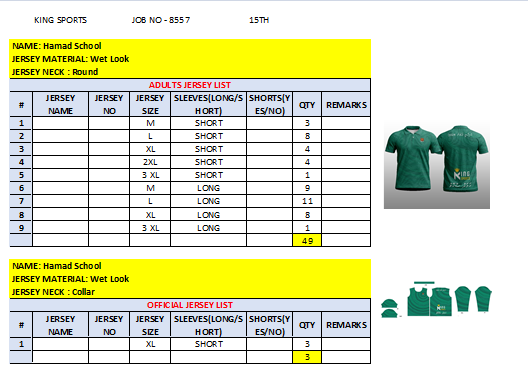 KING SPORTS JOB NO - 8557 15TH
NAME: Hamad School
JERSEY MATERIAL: Wet Look
JERSEY NECK : Round
ADULTS JERSEY LIST
# JERSEY NAME JERSEY NO JERSEY SIZE SLEEVES(LONG/SHORT) SHORTS(YES/NO) QTY REMARKS
1 M SHORT 3
2 L SHORT 8
3 XL SHORT 4
4 2XL SHORT 4
5 3 XL SHORT 1
6 M LONG 9
7 L LONG 11
8 XL LONG 8
9 3 XL LONG 1
49
NAME: Hamad School
JERSEY MATERIAL: Wet Look
JERSEY NECK : Collar
OFFICIAL JERSEY LIST
# JERSEY NAME JERSEY NO JERSEY SIZE SLEEVES(LONG/SHORT) SHORTS(YES/NO) QTY REMARKS
1 XL SHORT 3
3
KING